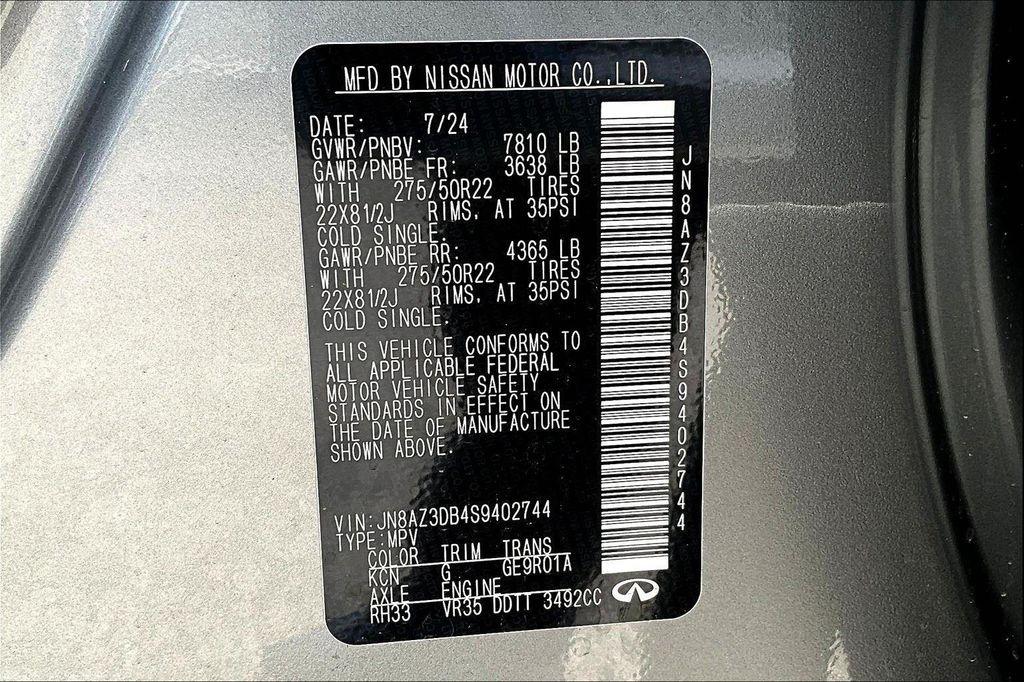 MFD BY NISSAN MOTOR CO.,LTD.
DATE: 7/24
GVWR/PNBV: 7810 LB
GAWR/PNBE FR: 3638 LB
WITH 275/50R22 TIRES
22X81/2J RIMS, AT 35PSI
COLD SINGLE.
GAWR/PNBE RR: 4365 LB
WITH 275/50R22 TIRES
22X81/2J RIMS, AT 35PSI
COLD SINGLE.
THIS VEHICLE CONFORMS TO
ALL APPLICABLE FEDERAL
MOTOR VEHICLE SAFETY
STANDARDS IN EFFECT ON
THE DATE OF MANUFACTURE
SHOWN ABOVE.
VIN:JN8AZ3DB4S9402744
TYPE:MPV
COLOR TRIM TRANS
KCN G GE9R01A
AXLE ENGINE
RH33 VR35 DDTT 3492CC
JN8AZ3DB4S9402744